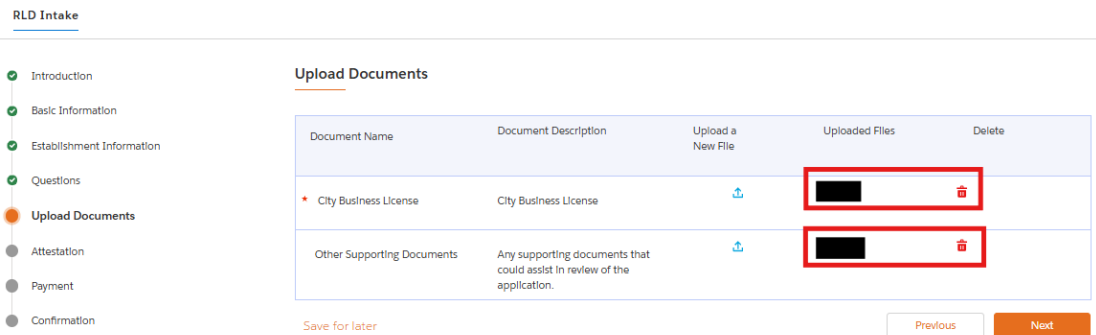 RLD Intake
Introduction
Basic Information
Establishment Information
Questions
Upload Documents
Attestation
Payment
Confirmation
Upload Documents
Document Name
Document Description
Upload a
New File
Uploaded Files
Delete
* City Business License
City Business License
Other Supporting Documents
Any supporting documents that
could assist in review of the
application.
Save for later
Previous
Next